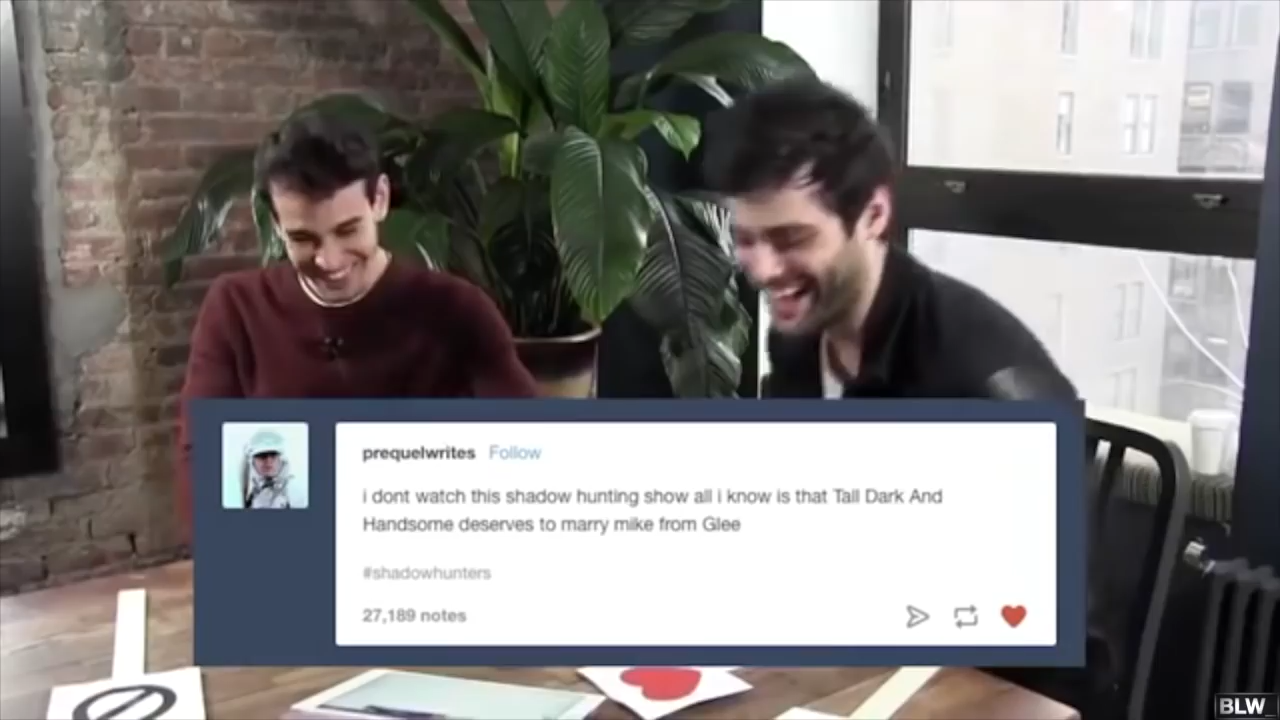 prequelwrites Follow
i dont watch this shadow hunting show all i know is that Tall Dark And
Handsome deserves to marry mike from Glee
#shadowhunters
27,189 notes
BLW